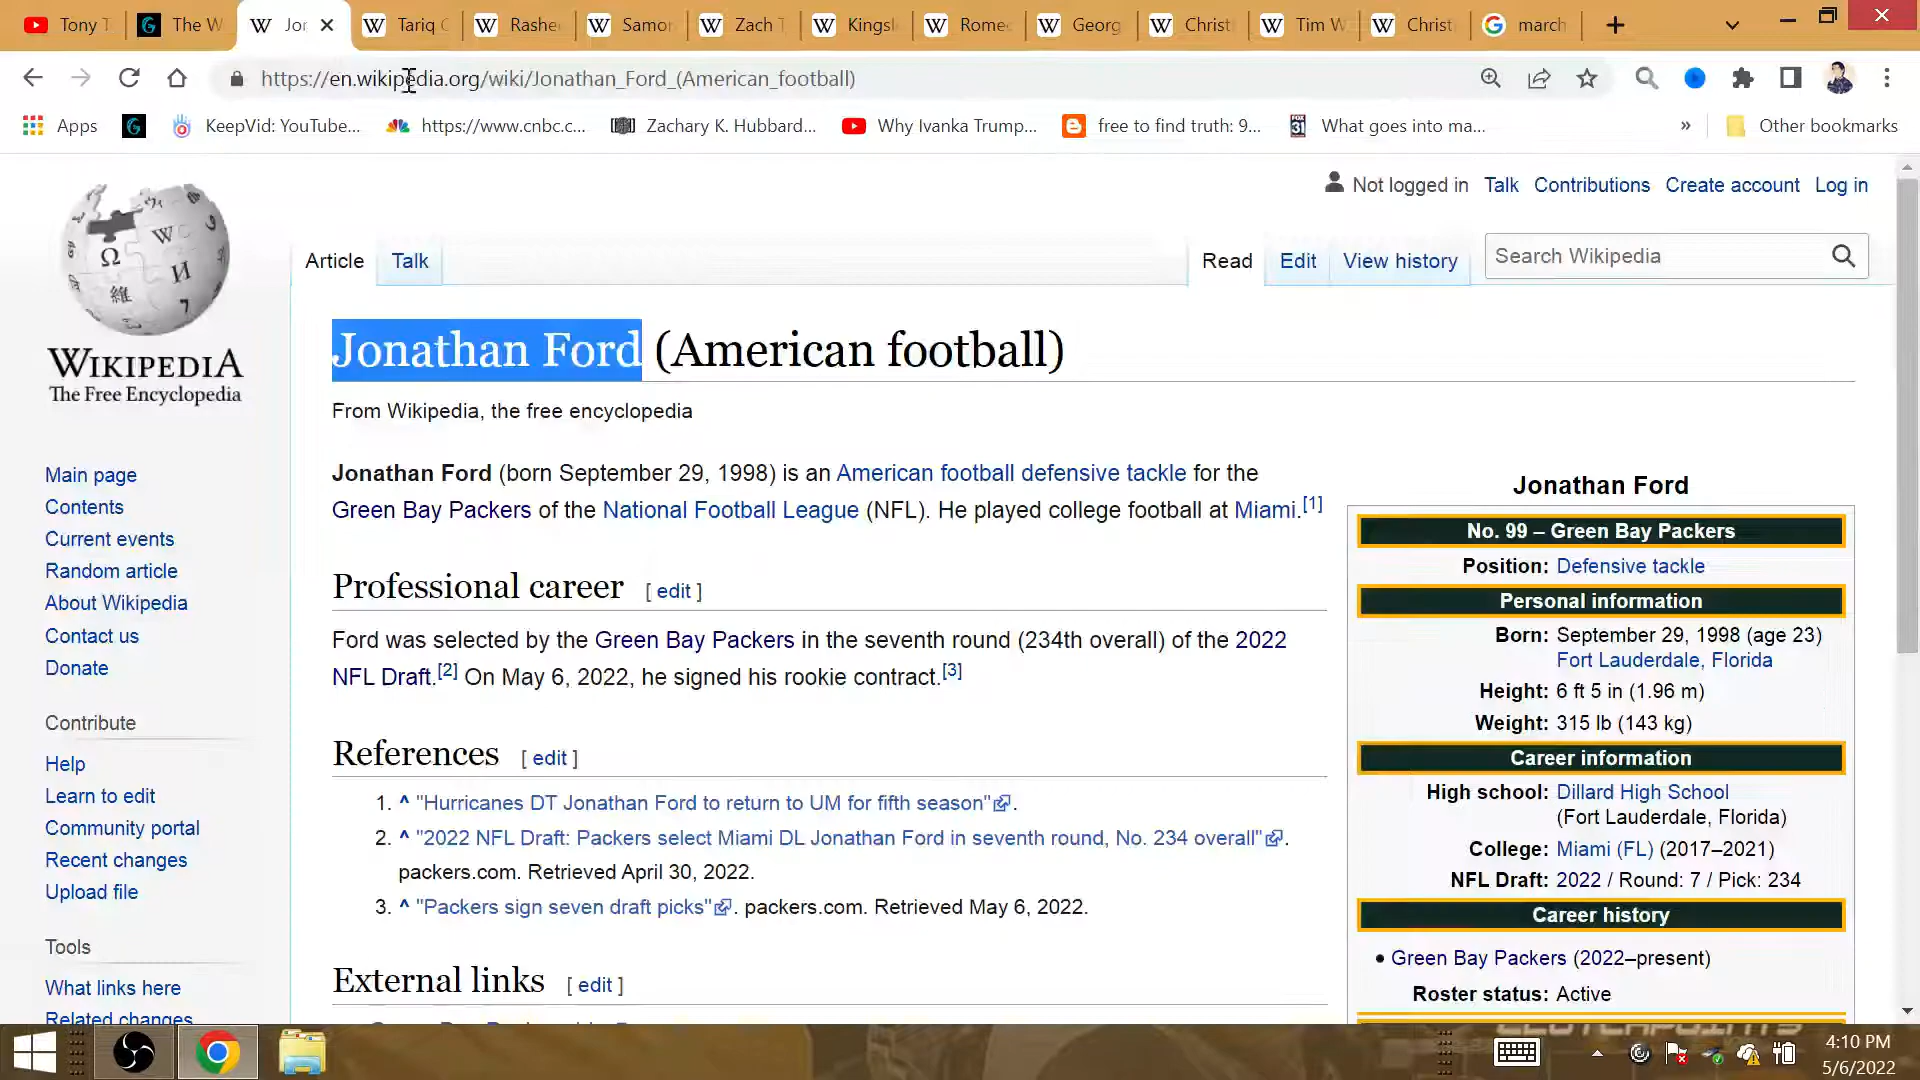 Tony T
The W
Jor
Tariq C
Rashe
Samor
Zach T
Kingsl
Romeo
Georg
Christ
Tim W
Christ
march
https://en.wikipedia.org/wiki/Jonathan_Ford_(American_football)
Apps
KeepVid: YouTube...
https://www.cnbc.c...
Zachary K. Hubbard...
Why Ivanka Trump,...
free to find truth: 9...
What goes into ma...
»
Other bookmarks
Not logged in
Talk
Contributions
Create account
Log in
WIKIPEDIA
The Free Encyclopedia
Article
Talk
Read
Edit
View history
Search Wikipedia
Jonathan Ford (American football)
From Wikipedia, the free encyclopedia
Jonathan Ford (born September 29, 1998) is an American football defensive tackle for the
Green Bay Packers of the National Football League (NFL). He played college football at Miami.[1]
Professional career [ edit ]
Ford was selected by the Green Bay Packers in the seventh round (234th overall) of the 2022
NFL Draft.[2] On May 6, 2022, he signed his rookie contract.[3]
References [ edit ]
1. ^ "Hurricanes DT Jonathan Ford to return to UM for fifth season".
2. ^ "2022 NFL Draft: Packers select Miami DL Jonathan Ford in seventh round, No. 234 overall".
packers.com. Retrieved April 30, 2022.
3. ^ "Packers sign seven draft picks". packers.com. Retrieved May 6, 2022.
External links [ edit ]
Jonathan Ford
No. 99 – Green Bay Packers
Position: Defensive tackle
Personal information
Born: September 29, 1998 (age 23)
Fort Lauderdale, Florida
Height: 6 ft 5 in (1.96 m)
Weight: 315 lb (143 kg)
Career information
High school: Dillard High School
(Fort Lauderdale, Florida)
College: Miami (FL) (2017–2021)
NFL Draft: 2022 / Round: 7 / Pick: 234
Career history
• Green Bay Packers (2022–present)
Roster status: Active
Main page
Contents
Current events
Random article
About Wikipedia
Contact us
Donate
Contribute
Help
Learn to edit
Community portal
Recent changes
Upload file
Tools
What links here
Related changes
4:10 PM
5/6/2022